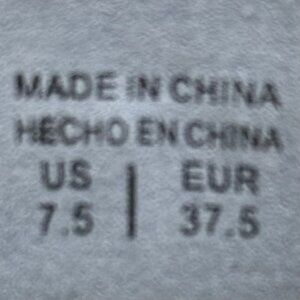 MADE IN CHINA
HECHO EN CHINA
US | EUR
7.5 | 37.5